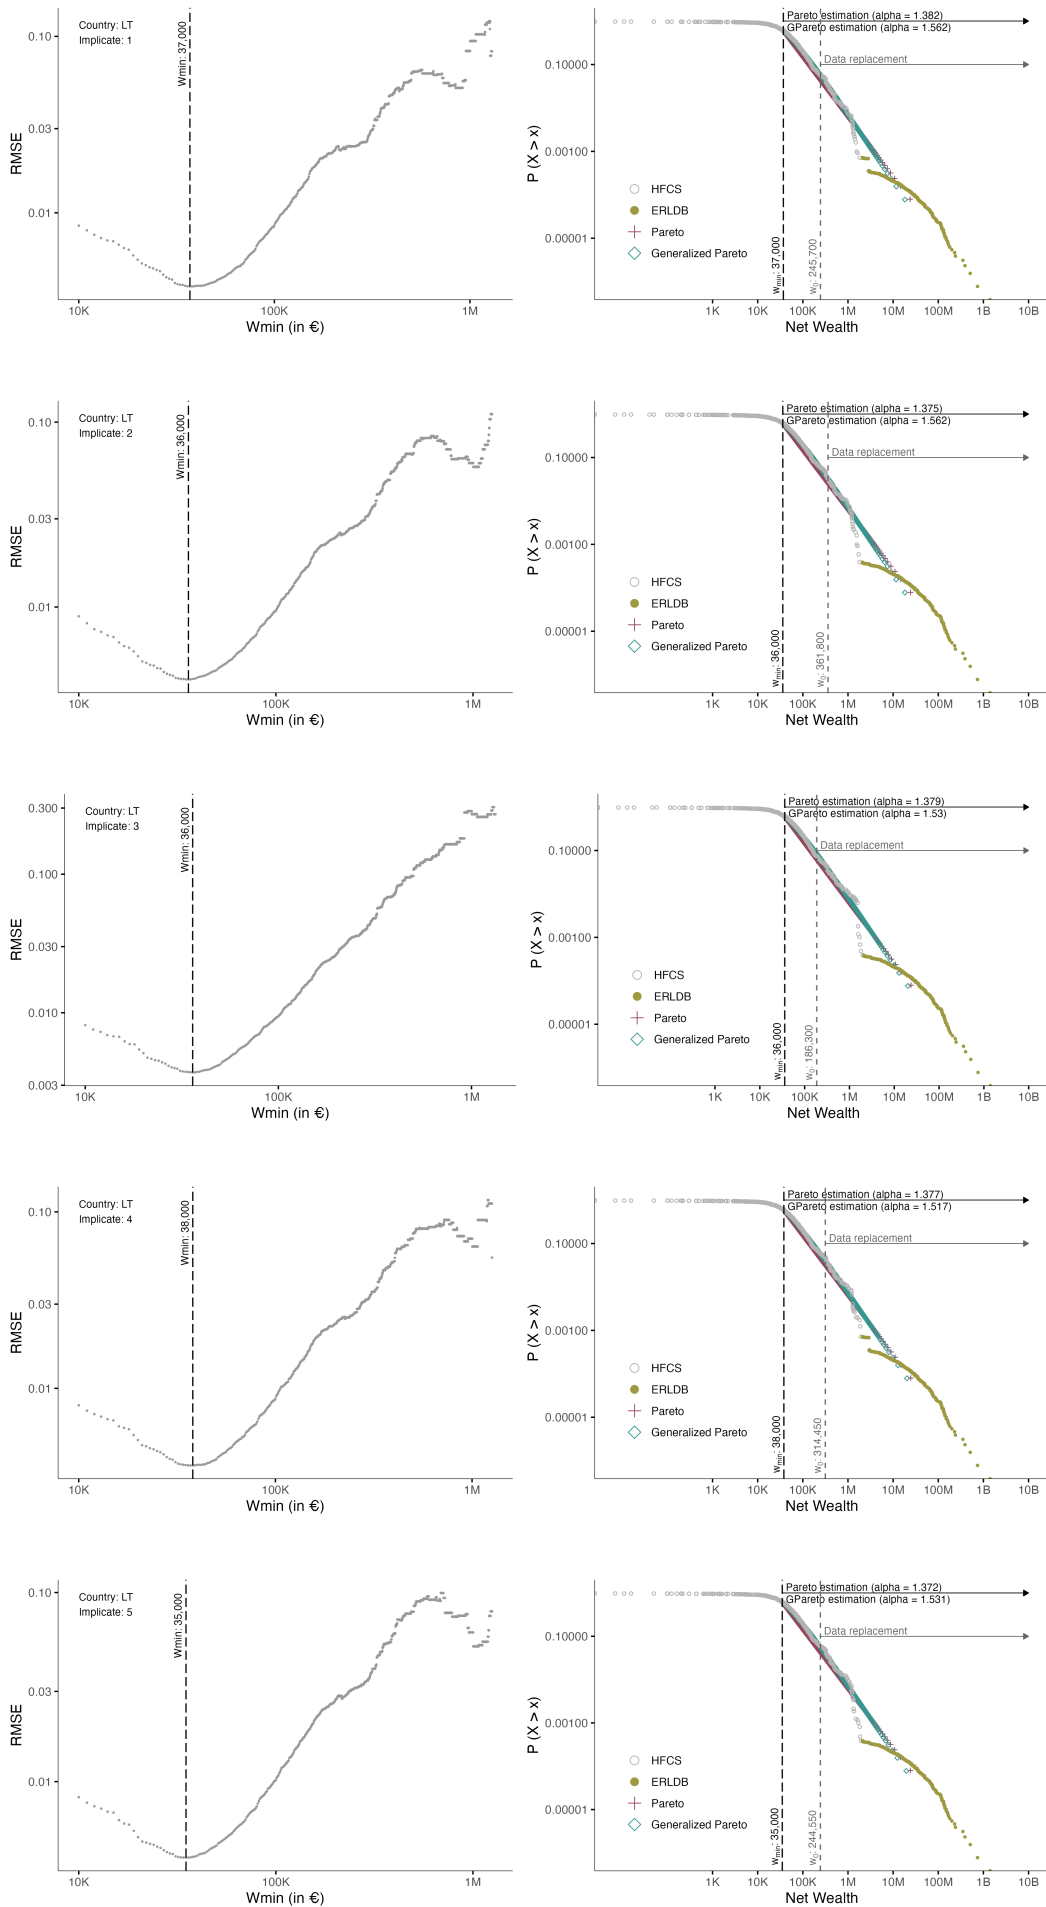 Country: LT
Implicate: 1
Wmin: 37,000
0.10
0.03
0.01
RMSE
10K 100K 1M
Wmin (in €)
Pareto estimation (alpha = 1.382)
GPareto estimation (alpha = 1.562)
Data replacement
0.10000
0.00100
0.00001
P (X > x)
HFCS
ERLDB
Pareto
Generalized Pareto
wmin: 37,000
w0: 245,700
1K 10K 100K 1M 10M 100M 1B 10B
Net Wealth
Country: LT
Implicate: 2
Wmin: 36,000
0.10
0.03
0.01
RMSE
10K 100K 1M
Wmin (in €)
Pareto estimation (alpha = 1.375)
GPareto estimation (alpha = 1.562)
Data replacement
0.10000
0.00100
0.00001
P (X > x)
HFCS
ERLDB
Pareto
Generalized Pareto
wmin: 36,000
w0: 361,800
1K 10K 100K 1M 10M 100M 1B 10B
Net Wealth
Country: LT
Implicate: 3
Wmin: 36,000
0.300
0.100
0.030
0.010
0.003
RMSE
10K 100K 1M
Wmin (in €)
Pareto estimation (alpha = 1.379)
GPareto estimation (alpha = 1.53)
Data replacement
0.10000
0.00100
0.00001
P (X > x)
HFCS
ERLDB
Pareto
Generalized Pareto
wmin: 36,000
w0: 186,300
1K 10K 100K 1M 10M 100M 1B 10B
Net Wealth
Country: LT
Implicate: 4
Wmin: 38,000
0.10
0.03
0.01
RMSE
10K 100K 1M
Wmin (in €)
Pareto estimation (alpha = 1.377)
GPareto estimation (alpha = 1.517)
Data replacement
0.10000
0.00100
0.00001
P (X > x)
HFCS
ERLDB
Pareto
Generalized Pareto
wmin: 38,000
w0: 314,450
1K 10K 100K 1M 10M 100M 1B 10B
Net Wealth
Country: LT
Implicate: 5
Wmin: 35,000
0.10
0.03
0.01
RMSE
10K 100K 1M
Wmin (in €)
Pareto estimation (alpha = 1.372)
GPareto estimation (alpha = 1.531)
Data replacement
0.10000
0.00100
0.00001
P (X > x)
HFCS
ERLDB
Pareto
Generalized Pareto
wmin: 35,000
w0: 244,550
1K 10K 100K 1M 10M 100M 1B 10B
Net Wealth